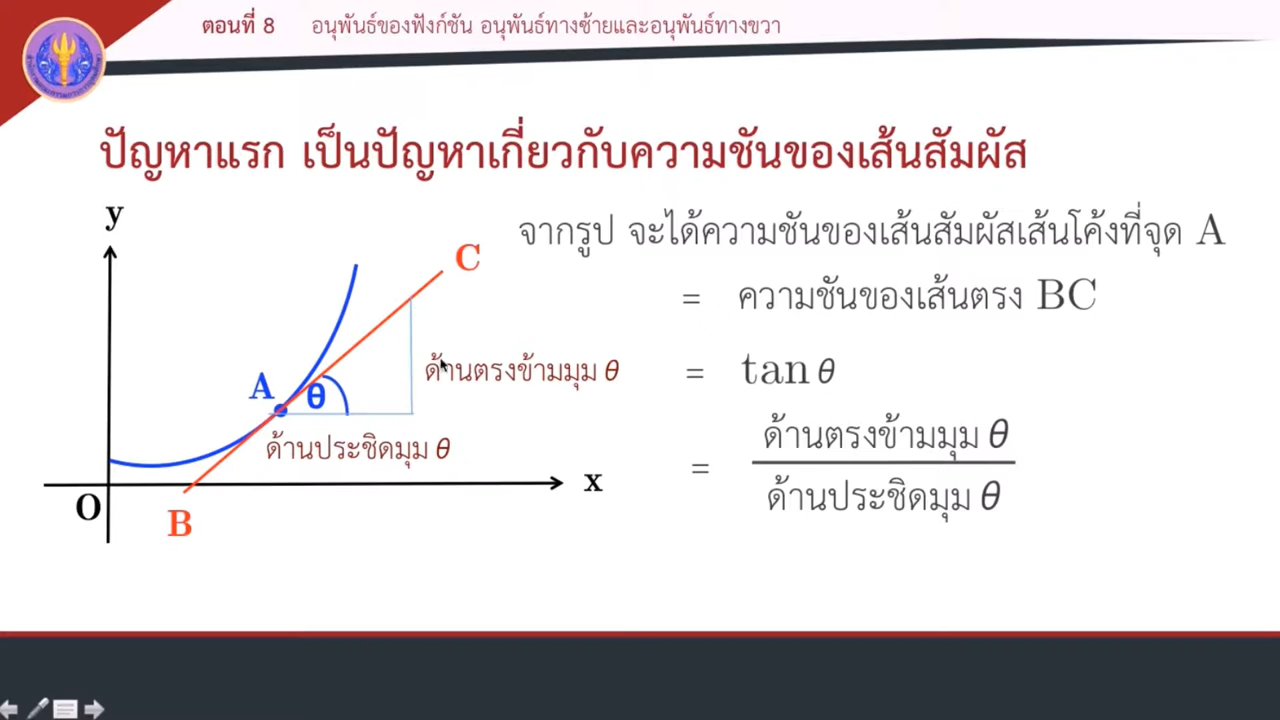 ตอนที่ 8 อนุพันธ์ของฟังก์ชัน อนุพันธ์ทางซ้ายและอนุพันธ์ทางขวา
ปัญหาแรก เป็นปัญหาเกี่ยวกับความชันของเส้นสัมผัส
y
จากรูป จะได้ความชันของเส้นสัมผัสเส้นโค้งที่จุด A
C
= ความชันของเส้นตรง BC
ด้านตรงข้ามมุม θ
= tan θ
A
θ
ด้านประชิดมุม θ
= ด้านตรงข้ามมุม θ
ด้านประชิดมุม θ
x
O
B